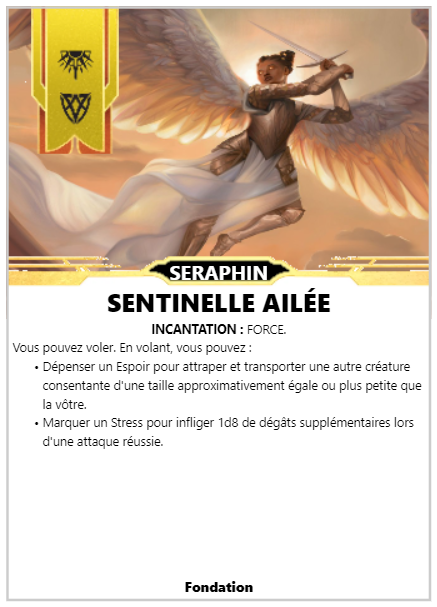 SERAPHIN
SENTINELLE AILÉE
INCANTATION : FORCE.
Vous pouvez voler. En volant, vous pouvez :
• Dépenser un Espoir pour attraper et transporter une autre créature
consentante d'une taille approximativement égale ou plus petite que
la vôtre.
• Marquer un Stress pour infliger 1d8 de dégâts supplémentaires lors
d'une attaque réussie.
Fondation